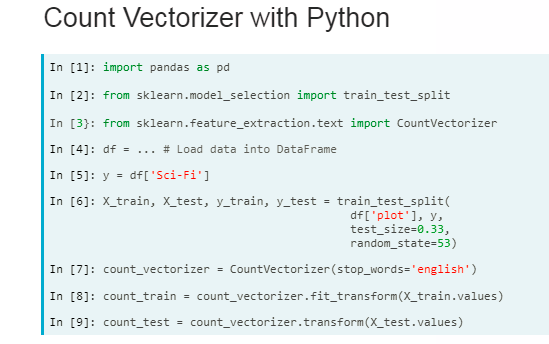 Count Vectorizer with Python
In [1]: import pandas as pd
In [2]: from sklearn.model_selection import train_test_split
In [3}: from sklearn.feature_extraction.text import CountVectorizer
In [4]: df = ... # Load data into DataFrame
In [5]: y = df['Sci-Fi']
In [6]: X_train, X_test, y_train, y_test = train_test_split(
df['plot'], y,
test_size=0.33,
random_state=53)
In [7]: count_vectorizer = CountVectorizer(stop_words='english')
In [8]: count_train = count_vectorizer.fit_transform(X_train.values)
In [9]: count_test = count_vectorizer.transform(X_test.values)